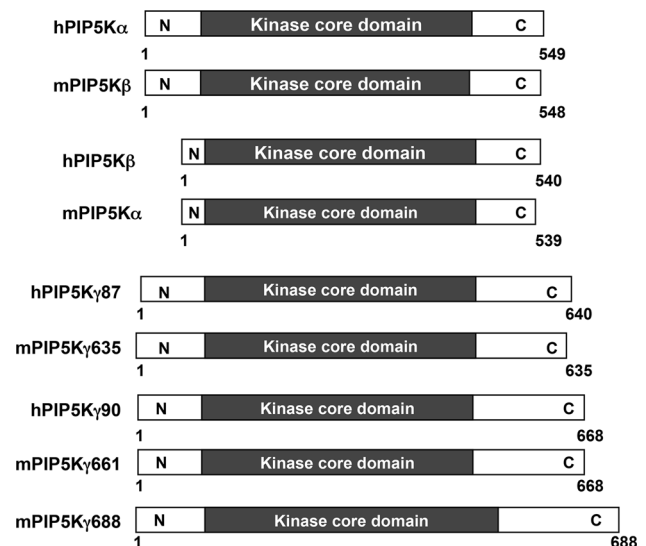 hPIP5Kα N Kinase core domain C
1 549
mPIP5Kβ N Kinase core domain C
1 548
hPIP5Kβ N Kinase core domain C
1 540
mPIP5Kα N Kinase core domain C
1 539
hPIP5Kγ87 N Kinase core domain C
1 640
mPIP5Kγ635 N Kinase core domain C
1 635
hPIP5Kγ90 N Kinase core domain C
1 668
mPIP5Kγ661 N Kinase core domain C
1 668
mPIP5Kγ688 N Kinase core domain C
1 688